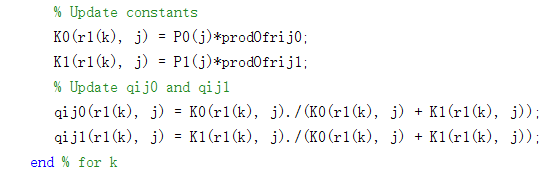 % Update constants
K0(r1(k), j) = P0(j)*prodOfrij0;
K1(r1(k), j) = P1(j)*prodOfrij1;
% Update qij0 and qij1
qij0(r1(k), j) = K0(r1(k), j)./(K0(r1(k), j) + K1(r1(k), j));
qij1(r1(k), j) = K1(r1(k), j)./(K0(r1(k), j) + K1(r1(k), j));
end % for k